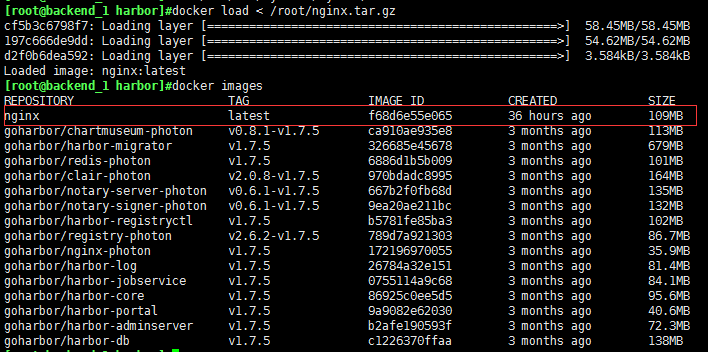 [root@backend_1 harbor]#docker load < /root/nginx.tar.gz
cf5b3c6798f7: Loading layer [==================================================>]  58.45MB/58.45MB
197c666de9dd: Loading layer [==================================================>]  54.62MB/54.62MB
d2f0b6dea592: Loading layer [==================================================>]  3.584kB/3.584kB
Loaded image: nginx:latest
[root@backend_1 harbor]#docker images
REPOSITORY TAG IMAGE ID CREATED SIZE
nginx latest f68d6e55e065 36 hours ago 109MB
goharbor/chartmuseum-photon v0.8.1-v1.7.5 ca910ae935e8 3 months ago 113MB
goharbor/harbor-migrator v1.7.5 326685e45678 3 months ago 679MB
goharbor/redis-photon v1.7.5 6886d1b5b009 3 months ago 101MB
goharbor/clair-photon v2.0.8-v1.7.5 970bdadc8995 3 months ago 164MB
goharbor/notary-server-photon v0.6.1-v1.7.5 667b2f0fb68d 3 months ago 135MB
goharbor/notary-signer-photon v0.6.1-v1.7.5 9ea20ae211bc 3 months ago 132MB
goharbor/harbor-registryctl v1.7.5 b5781fe85ba3 3 months ago 102MB
goharbor/registry-photon v2.6.2-v1.7.5 789d7a921303 3 months ago 86.7MB
goharbor/nginx-photon v1.7.5 172196970055 3 months ago 35.9MB
goharbor/harbor-log v1.7.5 26784a32e151 3 months ago 81.4MB
goharbor/harbor-jobservice v1.7.5 0755114a9c68 3 months ago 84.1MB
goharbor/harbor-core v1.7.5 86925c0ee5d5 3 months ago 95.6MB
goharbor/harbor-portal v1.7.5 9a9082e62030 3 months ago 40.6MB
goharbor/harbor-adminserver v1.7.5 b2afe190593f 3 months ago 72.3MB
goharbor/harbor-db v1.7.5 c1226370ffaa 3 months ago 138MB